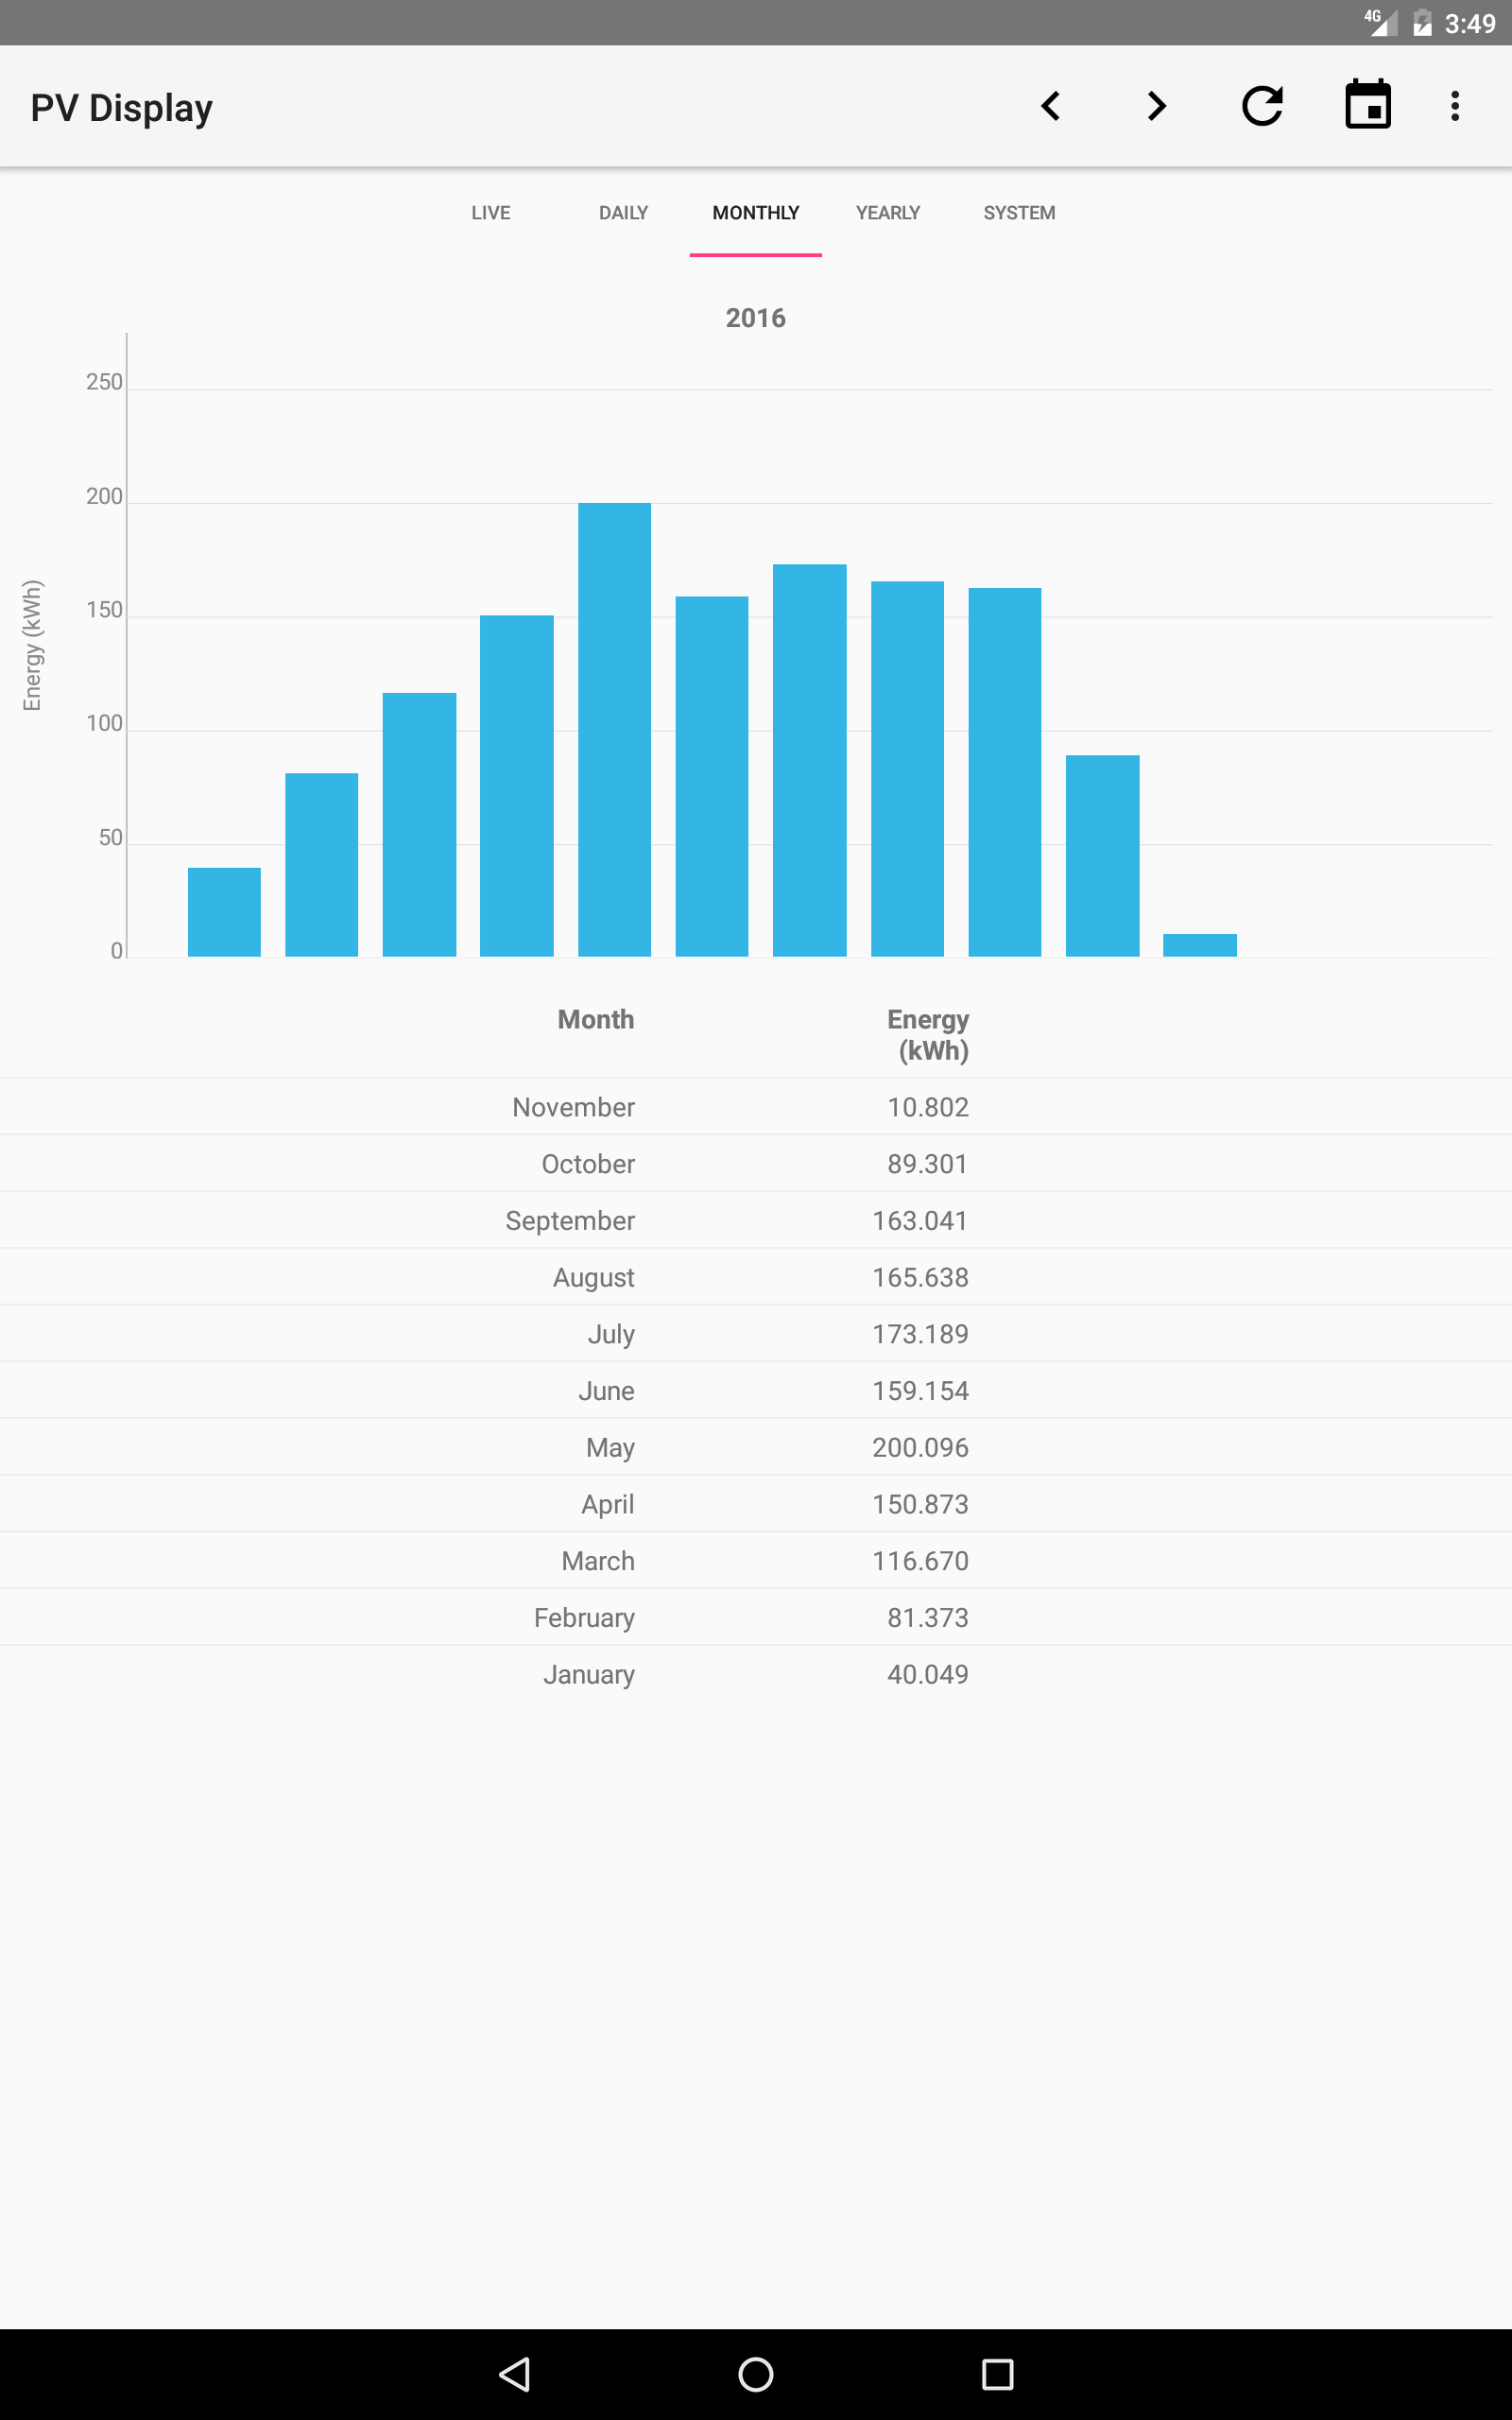 4G 3:49
PV Display
LIVE DAILY MONTHLY YEARLY SYSTEM
2016
250
200
150
100
50
0
Energy (kWh)
Month Energy
(kWh)
November 10.802
October 89.301
September 163.041
August 165.638
July 173.189
June 159.154
May 200.096
April 150.873
March 116.670
February 81.373
January 40.049